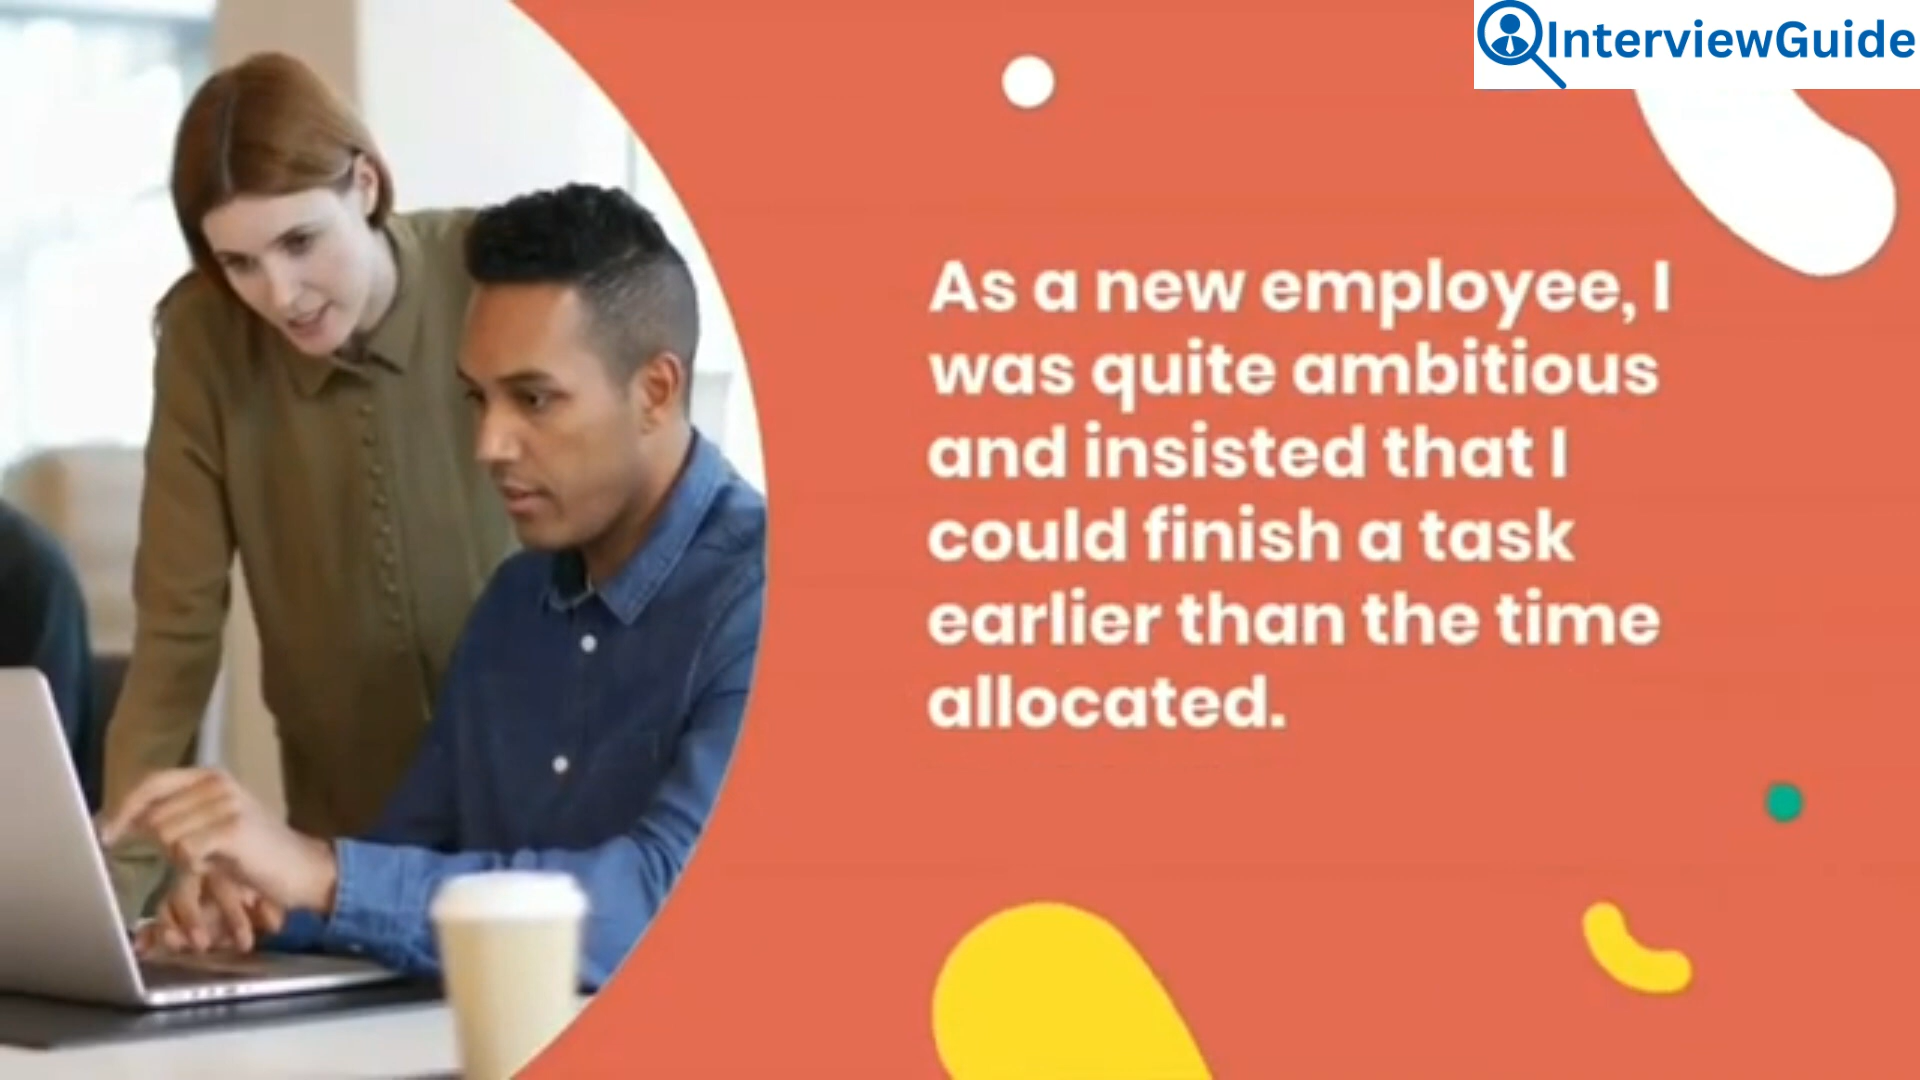 InterviewGuide
As a new employee, I
was quite ambitious
and insisted that I
could finish a task
earlier than the time
allocated.